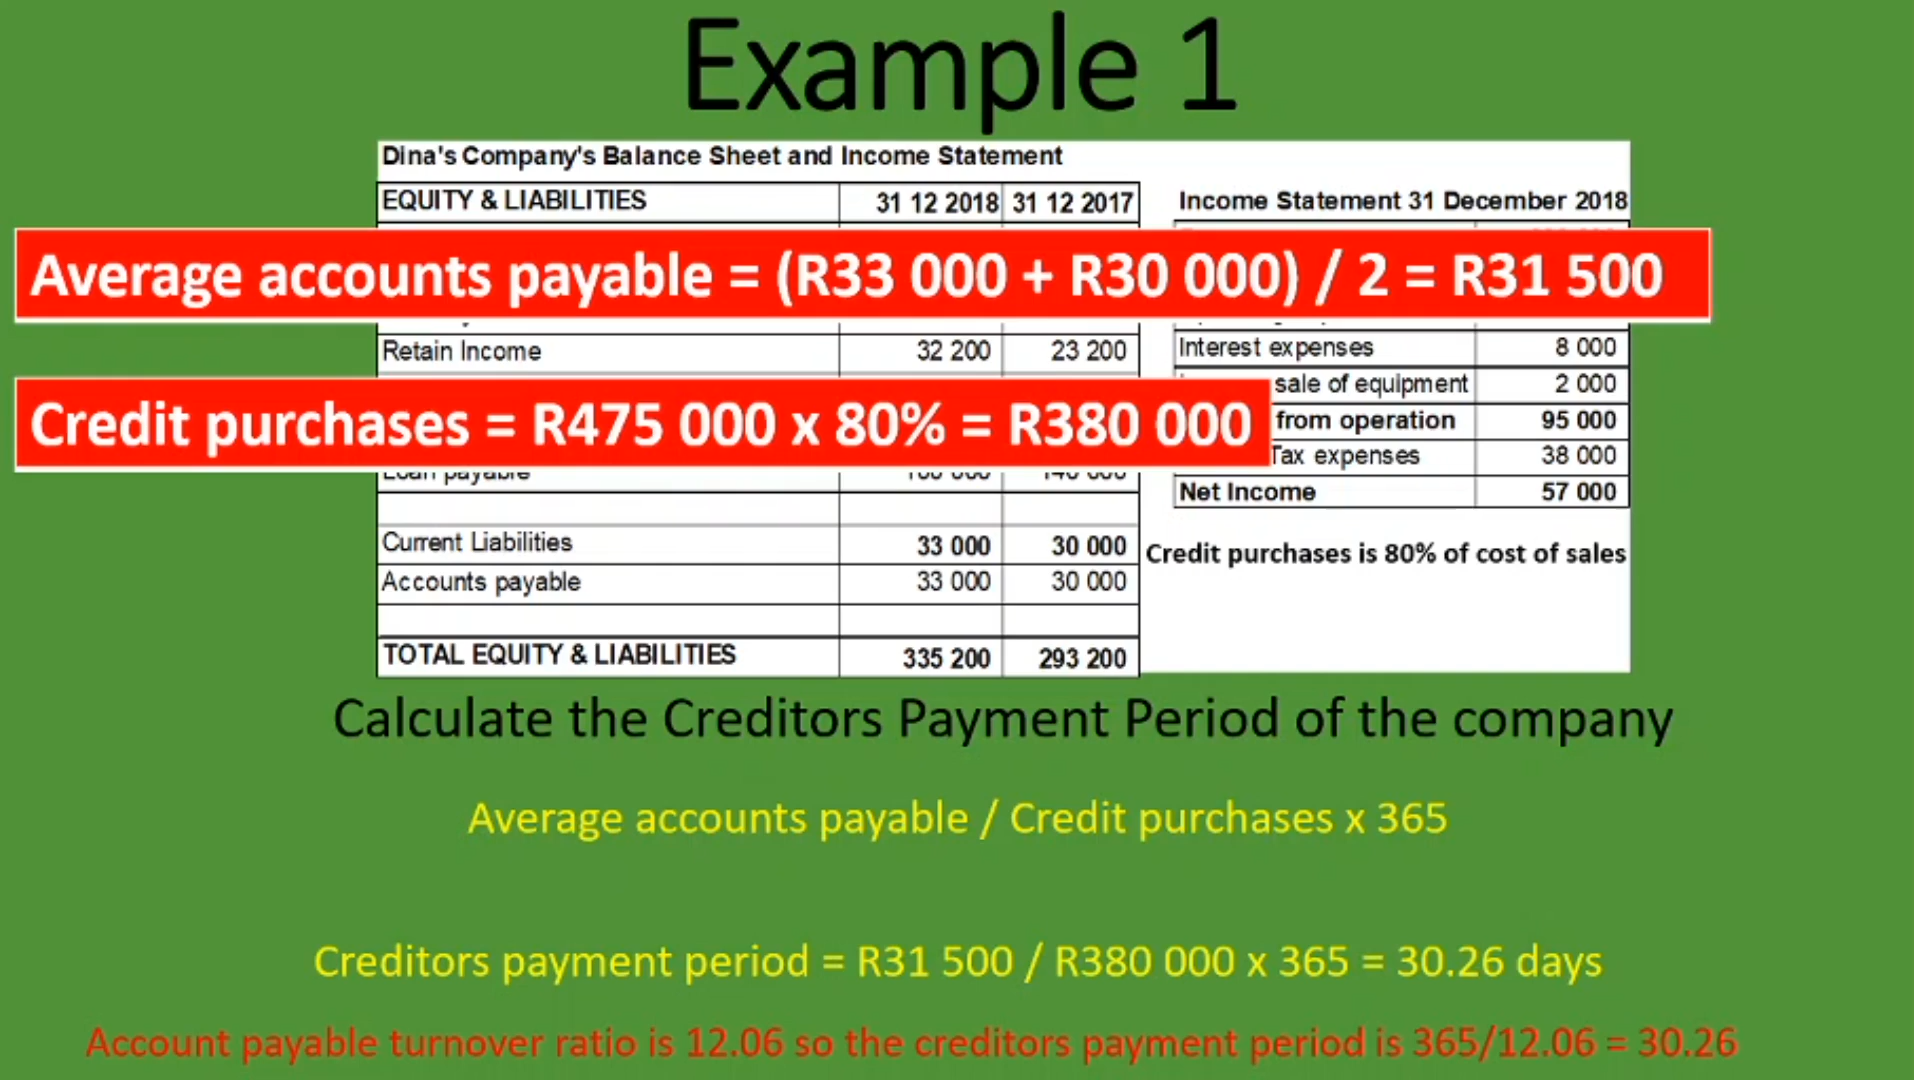 Example 1
Dina's Company's Balance Sheet and Income Statement
EQUITY & LIABILITIES 31 12 2018 31 12 2017
Income Statement 31 December 2018
Average accounts payable = (R33 000 + R30 000) / 2 = R31 500
Retain Income 32 200 23 200
Interest expenses 8 000
sale of equipment 2 000
Credit purchases = R475 000 x 80% = R380 000
from operation 95 000
Tax expenses 38 000
Loan payable
Net Income 57 000
Current Liabilities 33 000 30 000
Credit purchases is 80% of cost of sales
Accounts payable 33 000 30 000
TOTAL EQUITY & LIABILITIES 335 200 293 200
Calculate the Creditors Payment Period of the company
Average accounts payable / Credit purchases x 365
Creditors payment period = R31 500 / R380 000 x 365 = 30.26 days
Account payable turnover ratio is 12.06 so the creditors payment period is 365/12.06 = 30.26